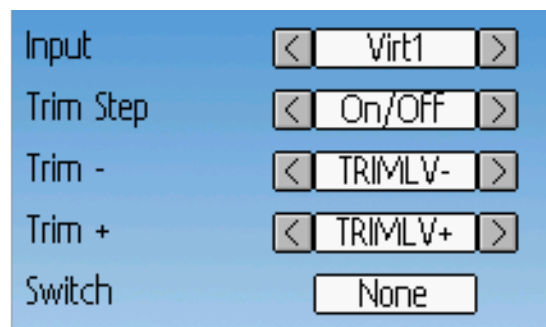 Input < Virt1 >
Trim Step < On/Off >
Trim - < TRIMLV- >
Trim + < TRIMLV+ >
Switch None